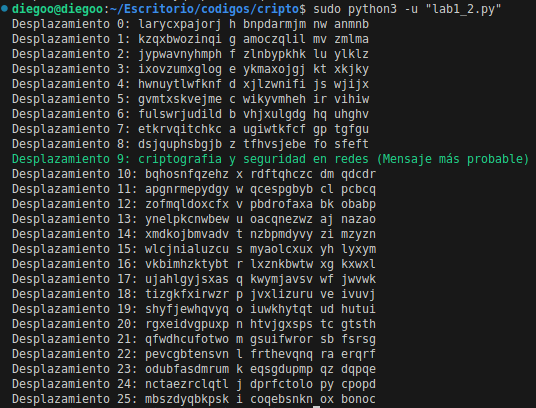 diegoo@diegoo:~/Escritorio/codigos/cripto$ sudo python3 -u "lab1_2.py"
Desplazamiento 0: larycxpajorj h bnpdarmjm nw anmnb
Desplazamiento 1: kzqxbwozinqi g amoczqlil mv zmlma
Desplazamiento 2: jypwavnyhmph f zlnbypkhk lu ylklz
Desplazamiento 3: ixovzumxglog e ykmaxojgj kt xkjky
Desplazamiento 4: hwnuytlwfknf d xjlzwnifi js wjijx
Desplazamiento 5: gvmtxskvejme c wikyvmheh ir vihiw
Desplazamiento 6: fulswrjudild b vhjxulgdg hq uhghv
Desplazamiento 7: etkrvqitchkc a ugiwtkfcf gp tgfgu
Desplazamiento 8: dsjquphsbgjb z tfhvsjebe fo sfeft
Desplazamiento 9: criptografia y seguridad en redes (Mensaje más probable)
Desplazamiento 10: bqhosnfqzehz x rdftqhczc dm qdcdr
Desplazamiento 11: apgnrmepydgy w qcespgbyb cl pcbcq
Desplazamiento 12: zofmqldoxcfx v pbdrofaxa bk obabp
Desplazamiento 13: ynelpkcnwbew u oacqnezwz aj nazao
Desplazamiento 14: xmdkojbmvadv t nzbpmdyvy zi mzyzn
Desplazamiento 15: wlcjnialuzcu s myaolcxux yh lyxym
Desplazamiento 16: vkbimhzktybt r lxznkbwtw xg kxwxl
Desplazamiento 17: ujahlgyjsxas q kwymjavsv wf jwvwk
Desplazamiento 18: tizgkfxirwzr p jvxlizuru ve ivuvj
Desplazamiento 19: shyfjewhqvyq o iuwkhytqt ud hutui
Desplazamiento 20: rgxeidvgpuxp n htvjgxsps tc gtsth
Desplazamiento 21: qfwdhcufotwo m gsuifwror sb fsrsg
Desplazamiento 22: pevcgbtensvn l frthevqnq ra erqrf
Desplazamiento 23: odubfasdmrum k eqsgdupmp qz dqpqe
Desplazamiento 24: nctaezrclqtl j dprfctolo py cpopd
Desplazamiento 25: mbszdyqbkpsk i coqebsnkn ox bonoc